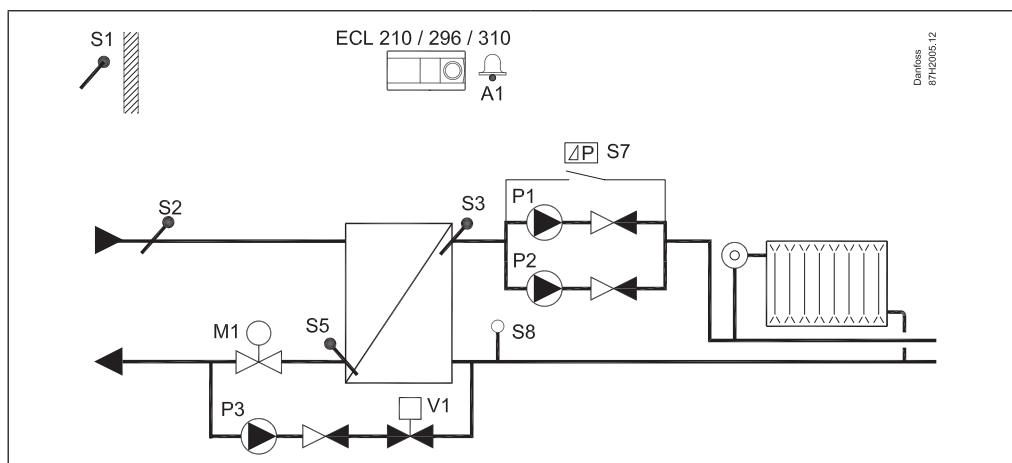 S1
ECL 210 / 296 / 310
A1
Danfoss
87H2005.12
P S7
P1
S2
S3
P2
M1
S5
S8
P3
V1